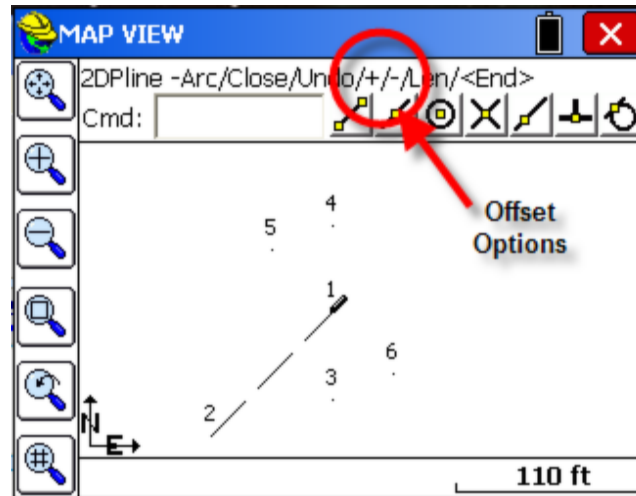 MAP VIEW
2DPline -Arc/Close/Undo/+/-/Len/<End>
Cmd:
4
5
Offset
Options
1
6
3
2
N
E
110 ft